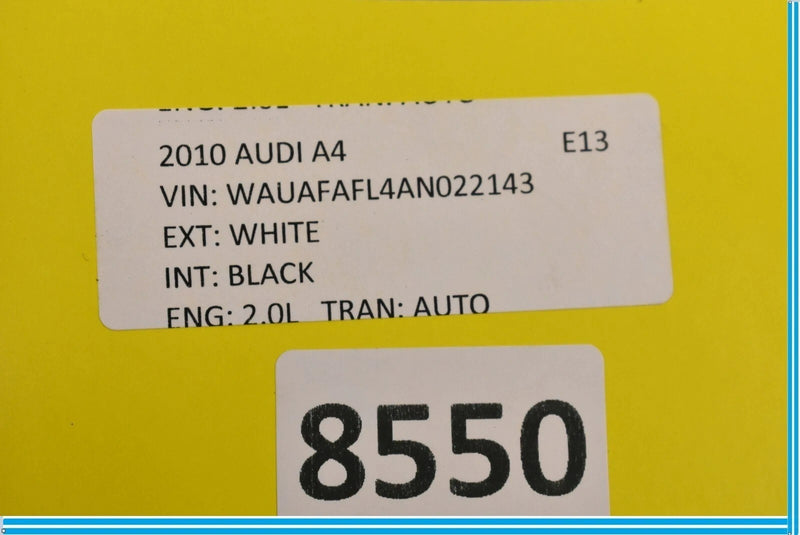 2010 AUDI A4 E13
VIN: WAUAFAFL4AN022143
EXT: WHITE
INT: BLACK
ENG: 2.0L TRAN: AUTO
8550